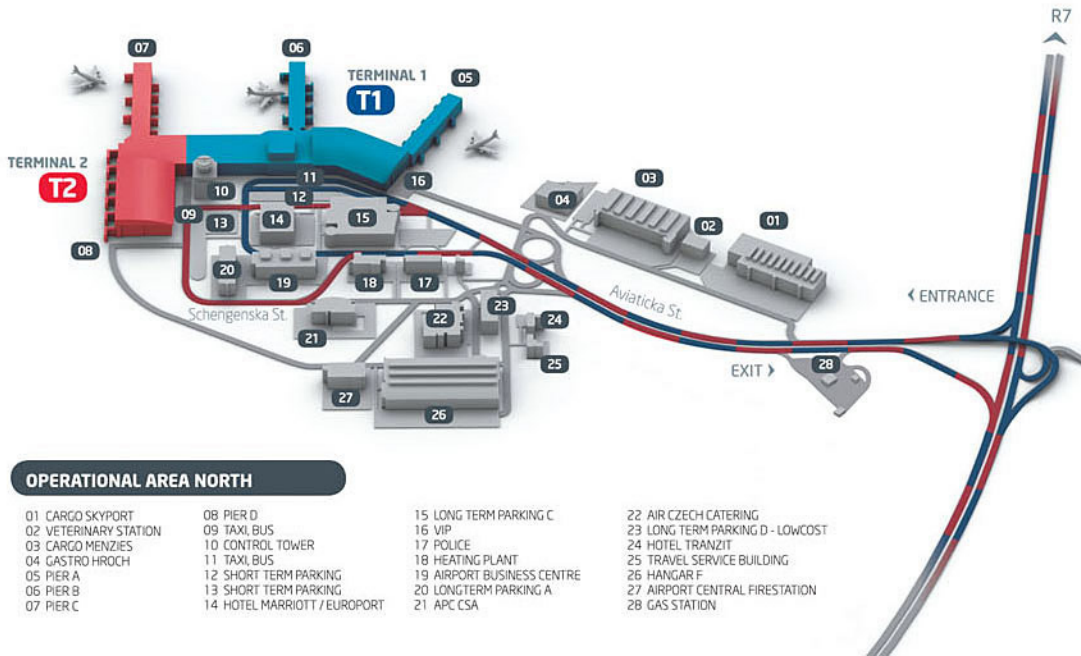 R7
07
06
TERMINAL 1
T1
05
TERMINAL 2
T2
11
12
16
10
09
13
14
15
04
03
02
01
08
20
19
18
17
Schengenska St.
21
22
23
24
25
Aviaticka St.
ENTRANCE
EXIT
28
27
26
OPERATIONAL AREA NORTH
01 CARGO SKYPORT
02 VETERINARY STATION
03 CARGO MENZIES
04 GASTRO HROCH
05 PIER A
06 PIER B
07 PIER C
08 PIER D
09 TAXI, BUS
10 CONTROL TOWER
11 TAXI, BUS
12 SHORT TERM PARKING
13 SHORT TERM PARKING
14 HOTEL MARRIOTT / EUROPORT
15 LONG TERM PARKING C
16 VIP
17 POLICE
18 HEATING PLANT
19 AIRPORT BUSINESS CENTRE
20 LONGTERM PARKING A
21 APC CSA
22 AIR CZECH CATERING
23 LONG TERM PARKING D - LOWCOST
24 HOTEL TRANZIT
25 TRAVEL SERVICE BUILDING
26 HANGAR F
27 AIRPORT CENTRAL FIRESTATION
28 GAS STATION